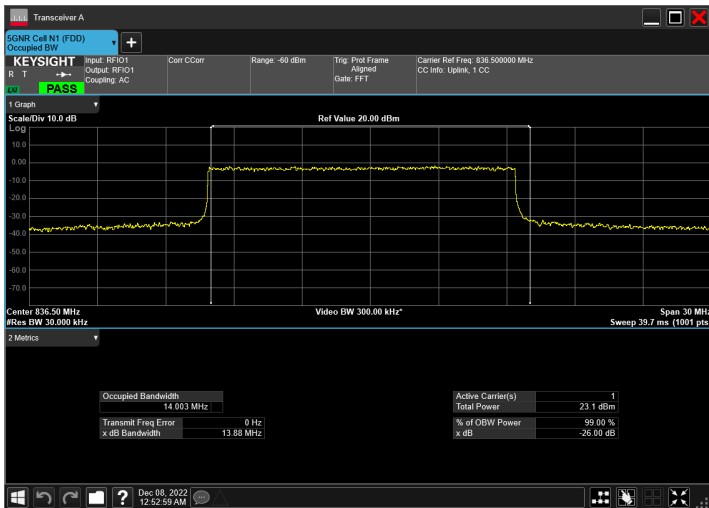 Transceiver A
5GNR Cell N1 (FDD)
Occupied BW
+
KEYSIGHT
R T
LXI
PASS
Input: RFIO1
Output: RFIO1
Coupling: AC
Corr CCorr
Range: -60 dBm
Trig: Prot Frame
Aligned
Gate: FFT
Carrier Ref Freq: 836.500000 MHz
CC Info: Uplink, 1 CC
1 Graph
Scale/Div 10.0 dB
Ref Value 20.00 dBm
Log
10.0
0.00
-10.0
-20.0
-30.0
-40.0
-50.0
-60.0
-70.0
Center 836.50 MHz
Video BW 300.00 kHz*
Span 30 MHz
#Res BW 30.000 kHz
Sweep 39.7 ms (1001 pts)
2 Metrics
Occupied Bandwidth
14.003 MHz
Transmit Freq Error 0 Hz
x dB Bandwidth 13.88 MHz
Active Carrier(s) 1
Total Power 23.1 dBm
% of OBW Power 99.00 %
x dB -26.00 dB
?
Dec 08, 2022
12:52:59 AM